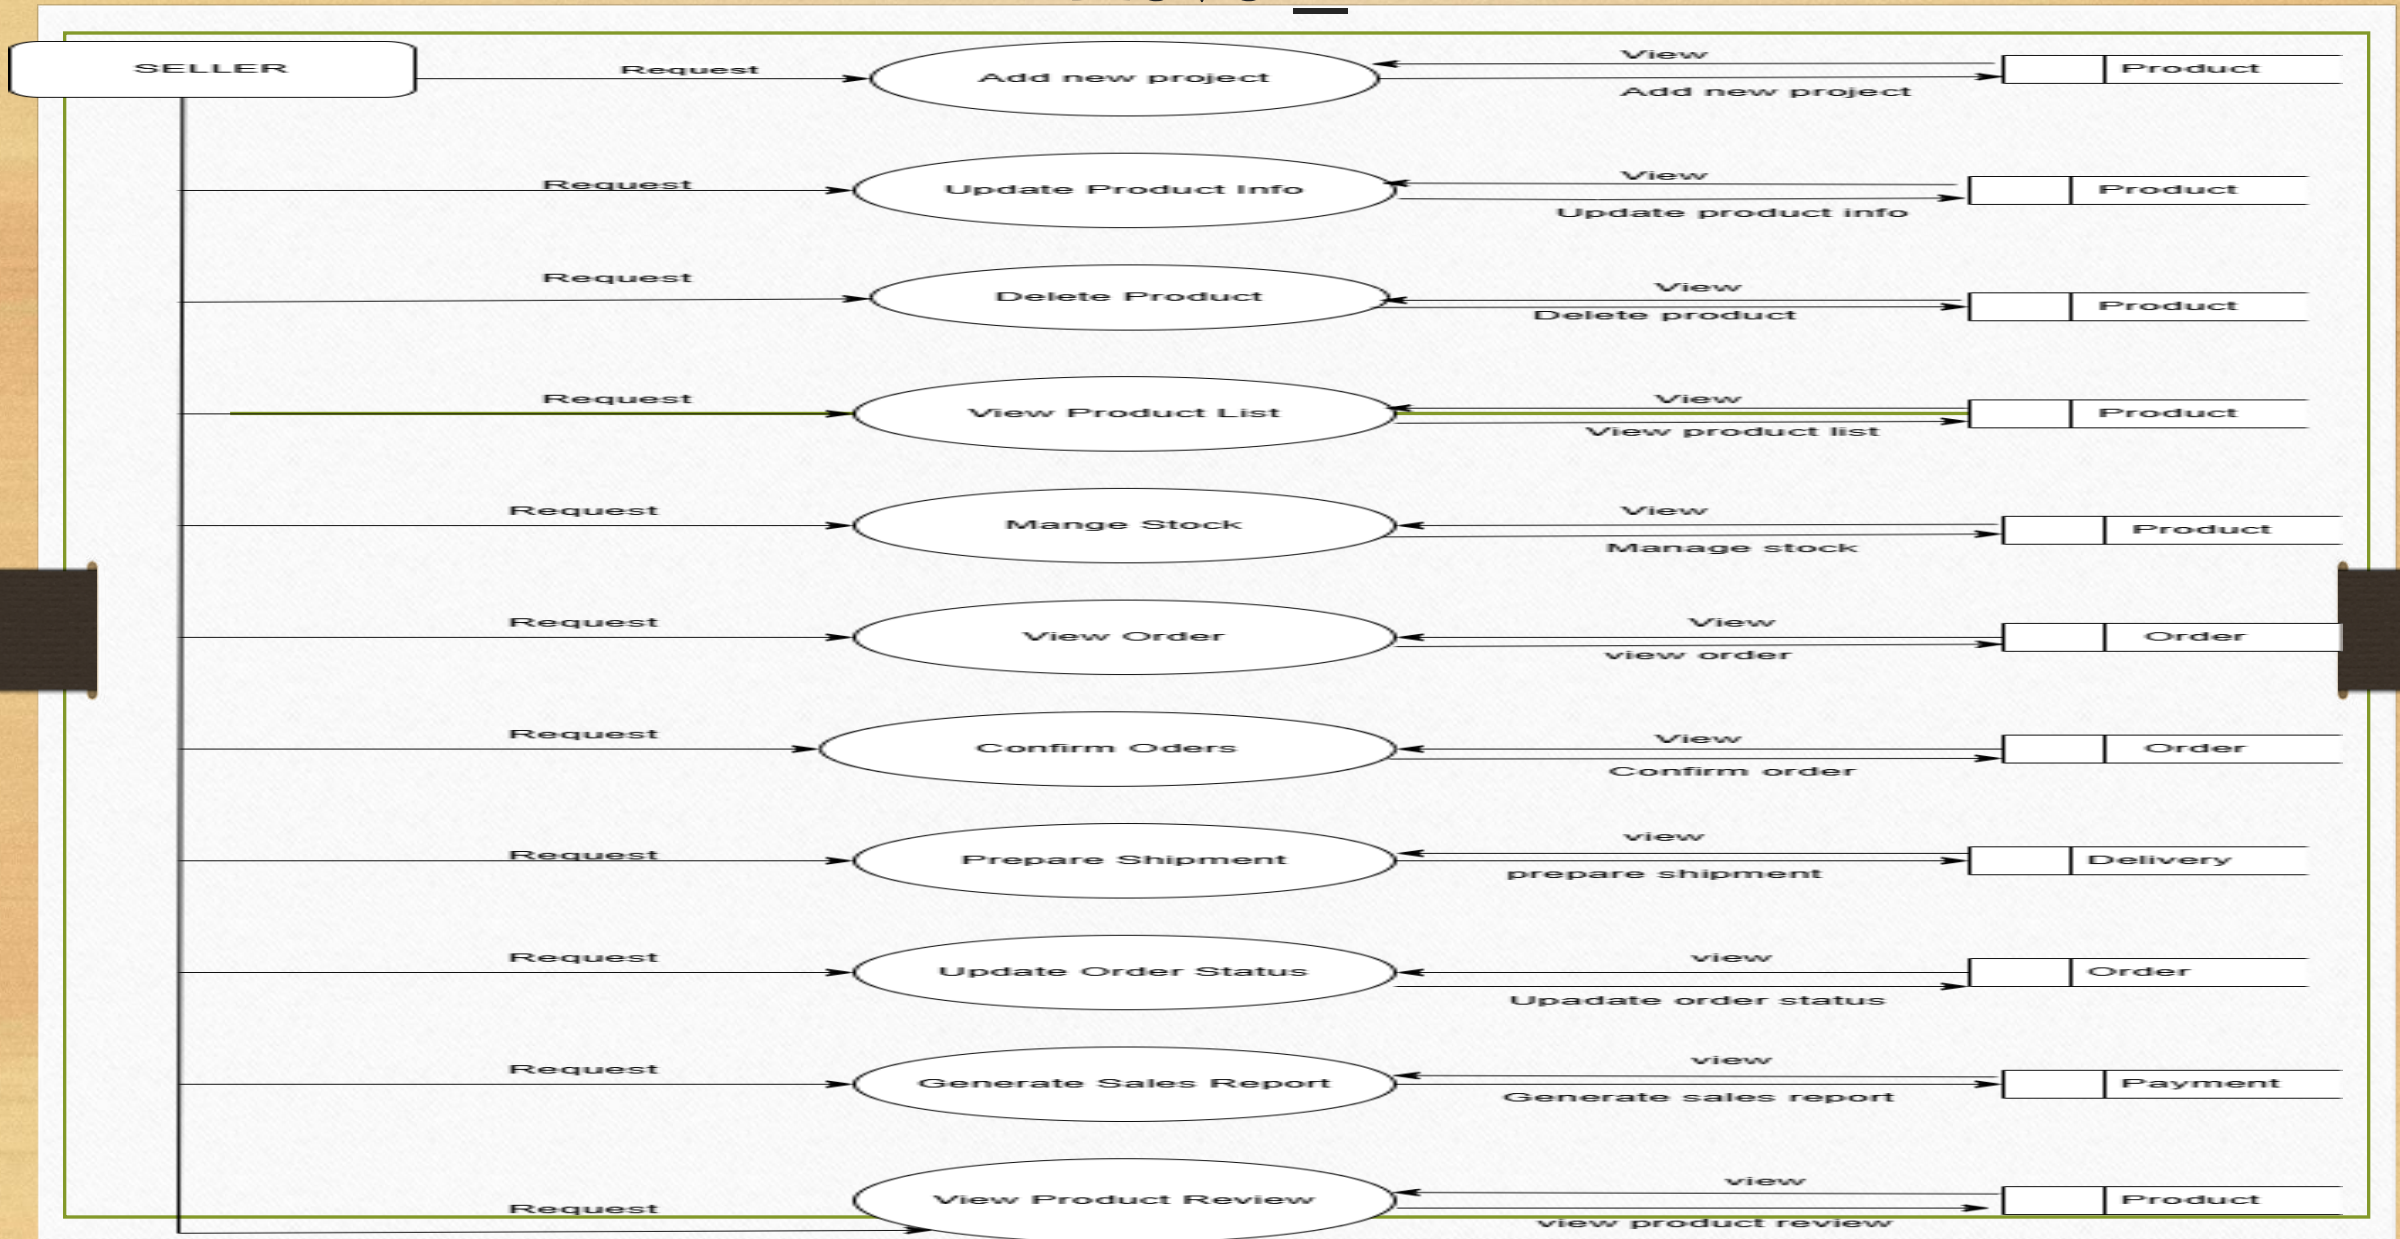 SELLER
Request
Add new project
View
Add new project
Product
Request
Update Product Info
View
Update product info
Product
Request
Delete Product
View
Delete product
Product
Request
View Product List
View
View product list
Product
Request
Mange Stock
View
Manage stock
Product
Request
View Order
View
view order
Order
Request
Confirm Oders
View
Confirm order
Order
Request
Prepare Shipment
view
prepare shipment
Delivery
Request
Update Order Status
view
Upadate order status
Order
Request
Generate Sales Report
view
Generate sales report
Payment
Request
View Product Review
view
view product review
Product